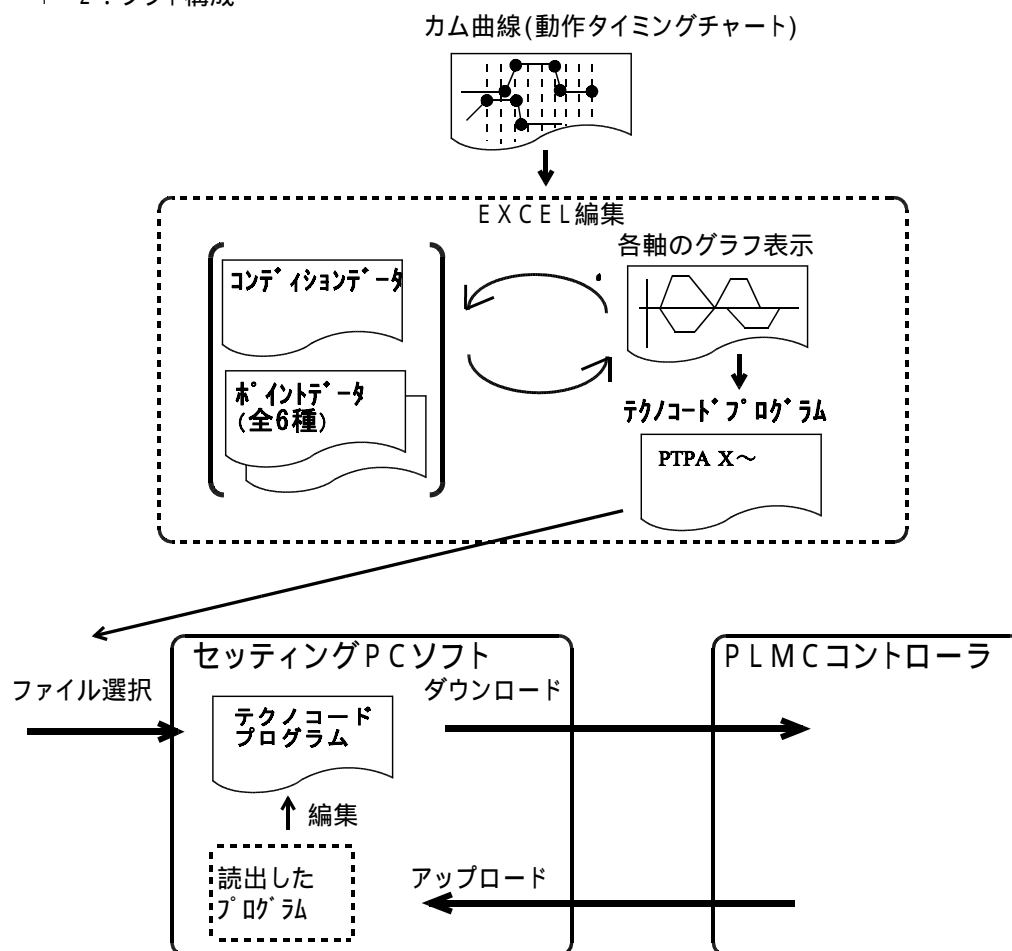 2．ソフト構成
カム曲線(動作タイミングチャート)
ＥＸＣＥＬ編集
各軸のグラフ表示
ｺﾝﾃﾞｨｼｮﾝﾃﾞｰﾀ
ﾎﾟｲﾝﾄﾃﾞｰﾀ
(全6種)
ﾃｸﾉｺｰﾄﾞﾌﾟﾛｸﾞﾗﾑ
PTPA X～
セッティングＰＣソフト
ＰＬＭＣコントローラ
ファイル選択
ダウンロード
テクノコード
プログラム
編集
読出した
ﾌﾟﾛｸﾞﾗﾑ
アップロード